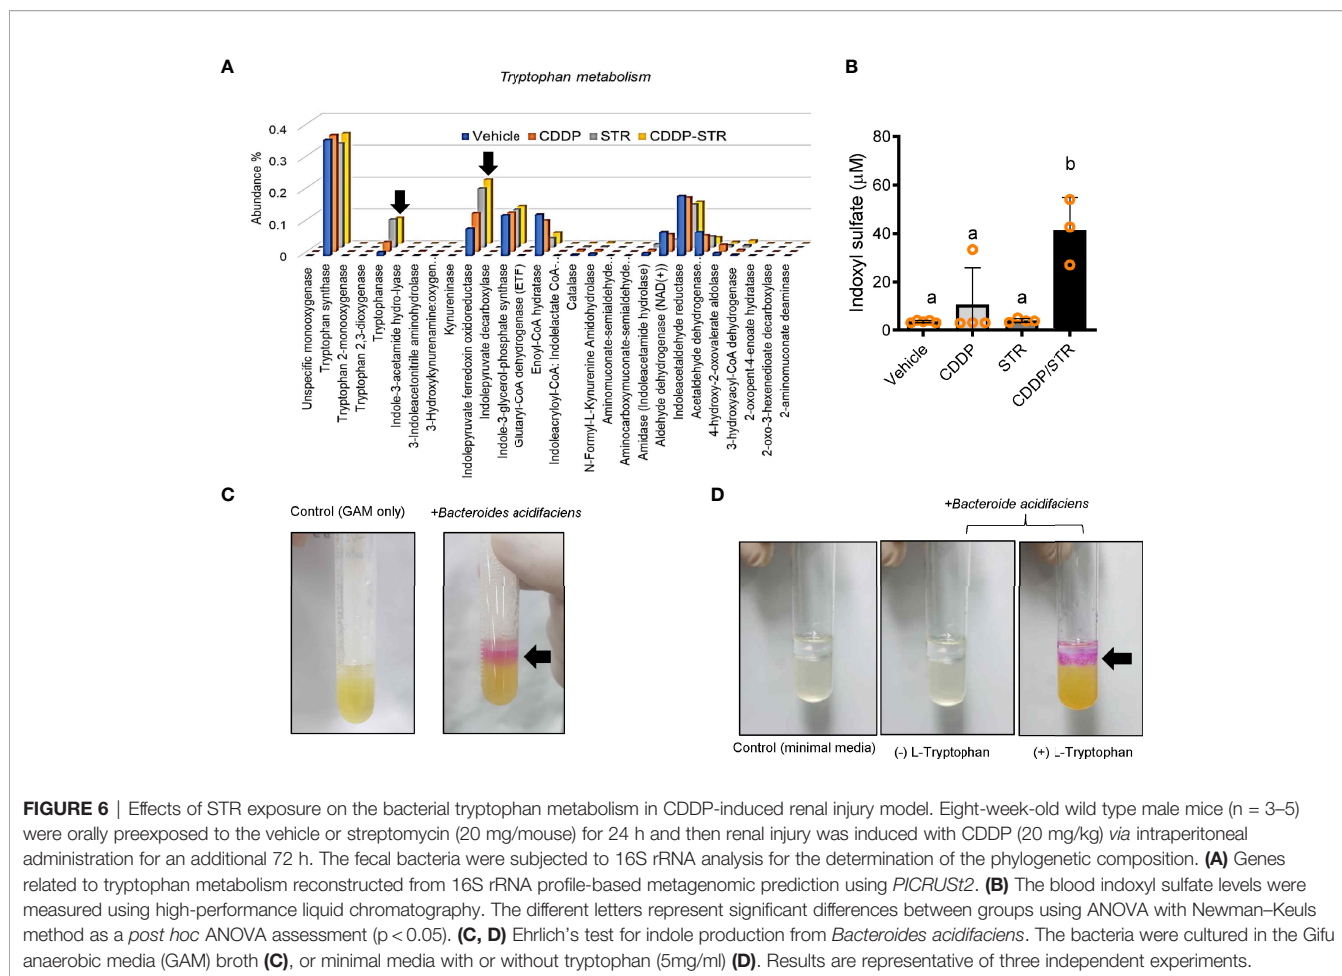 A
Tryptophan metabolism
Vehicle CDDP STR CDDP-STR
Abundance %
0.4
0.3
0.2
0.1
0
Unspecific monooxygenase
Tryptophan synthase
Tryptophan 2-monooxygenase
Tryptophan 2,3-dioxygenase
Tryptophanase
Indole-3-acetamide hydro-lyase
3-Indoleacetonitrile aminohydrolase
3-Hydroxykynurenamine:oxygen...
Kynureninase
Indolepyruvate ferredoxin oxidoreductase
Indolepyruvate decarboxylase
Indole-3-glycerol-phosphate synthase
Glutaryl-CoA dehydrogenase (ETF)
Enoyl-CoA hydratase
Indoleacryloyl-CoA: Indolelactate CoA-...
Catalase
N-Formyl-L-Kynurenine Amidohydrolase
Aminomuconate-semialdehyde...
Aminocarboxymuconate-semialdehyde...
Amidase (Indoleacetamide hydrolase)
Aldehyde dehydrogenase (NAD(+))
Indoleacetaldehyde reductase
Acetaldehyde dehydrogenase...
4-hydroxy-2-oxovalerate aldolase
3-hydroxyacyl-CoA dehydrogenase
2-oxopent-4-enoate hydratase
2-oxo-3-hexenedioate decarboxylase
2-aminomuconate deaminase
B
Indoxyl sulfate (μM)
80
60
40
20
0
a
a
a
b
Vehicle
CDDP
STR
CDDP/STR
C
Control (GAM only)
+Bacteroides acidifaciens
D
+Bacteroide acidifaciens
Control (minimal media)
(-) L-Tryptophan
(+) L-Tryptophan
FIGURE 6 | Effects of STR exposure on the bacterial tryptophan metabolism in CDDP-induced renal injury model. Eight-week-old wild type male mice (n = 3–5)
were orally preexposed to the vehicle or streptomycin (20 mg/mouse) for 24 h and then renal injury was induced with CDDP (20 mg/kg) via intraperitoneal
administration for an additional 72 h. The fecal bacteria were subjected to 16S rRNA analysis for the determination of the phylogenetic composition. (A) Genes
related to tryptophan metabolism reconstructed from 16S rRNA profile-based metagenomic prediction using PICRUSt2. (B) The blood indoxyl sulfate levels were
measured using high-performance liquid chromatography. The different letters represent significant differences between groups using ANOVA with Newman–Keuls
method as a post hoc ANOVA assessment (p < 0.05). (C, D) Ehrlich's test for indole production from Bacteroides acidifaciens. The bacteria were cultured in the Gifu
anaerobic media (GAM) broth (C), or minimal media with or without tryptophan (5mg/ml) (D). Results are representative of three independent experiments.